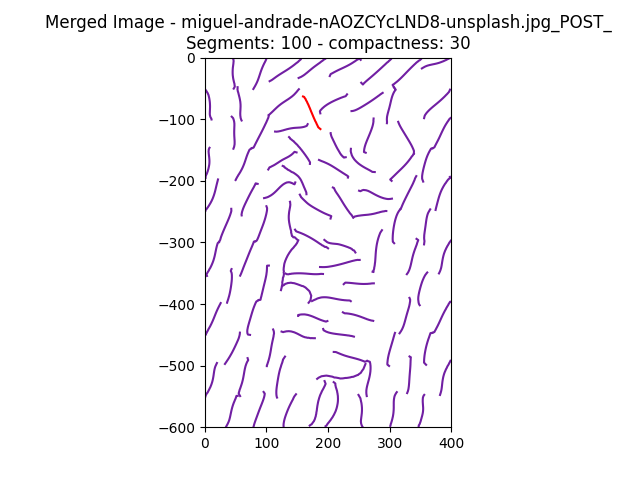 Merged Image - miguel-andrade-nAOZCYcLND8-unsplash.jpg_POST_
Segments: 100 - compactness: 30
0
−100
−200
−300
−400
−500
−600
0 100 200 300 400